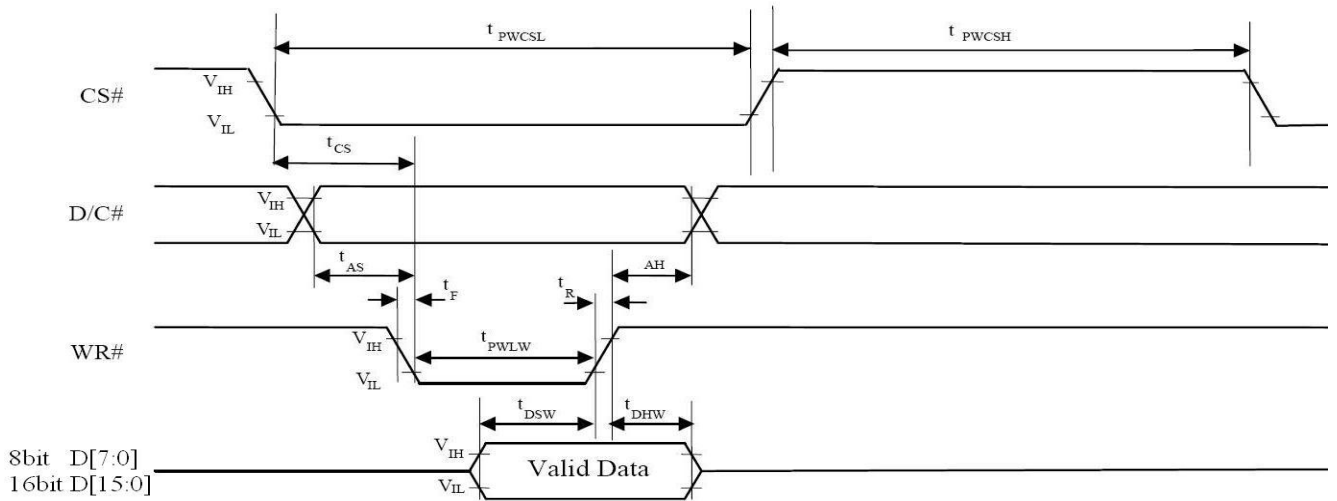 t PWCSL
t PWCSH
CS#
VIH
VIL
tCS
D/C#
VIH
VIL
tAS
AH
tF
tR
WR#
VIH
VIL
tPWLW
tDSW
tDHW
8bit D[7:0]
16bit D[15:0]
VIH
VIL
Valid Data